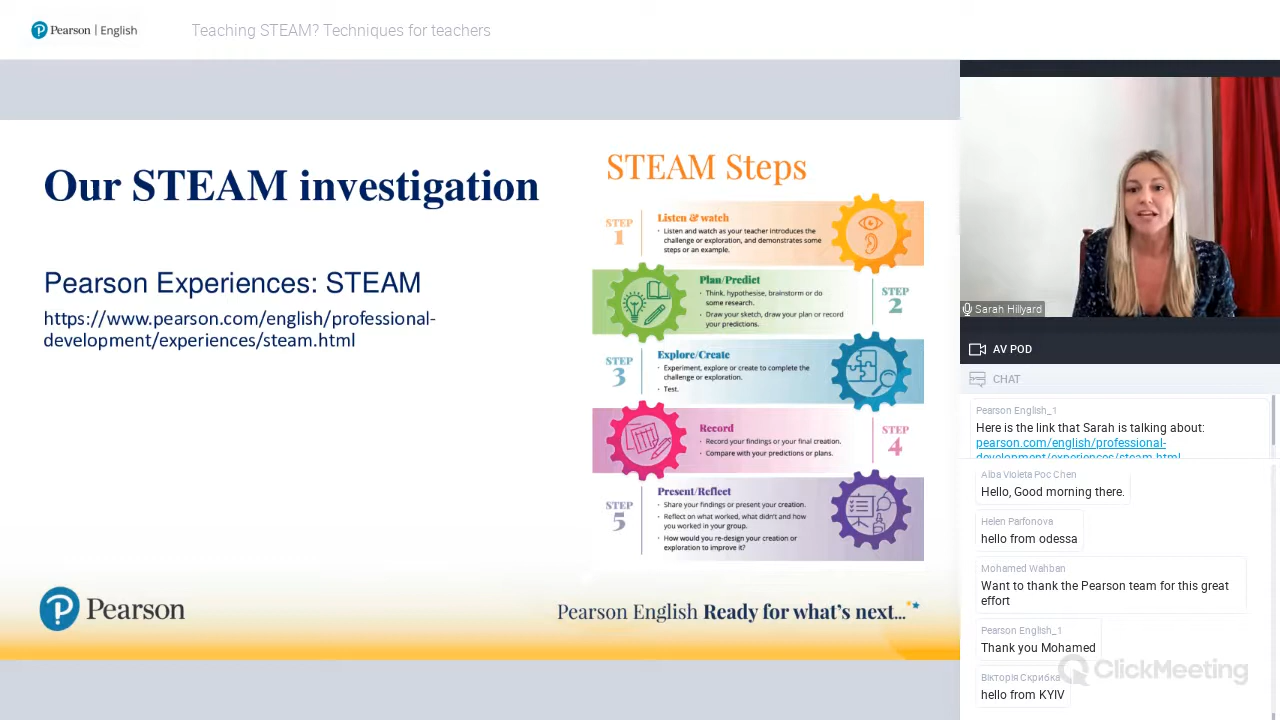 Pearson | English
Teaching STEAM? Techniques for teachers
Our STEAM investigation
Pearson Experiences: STEAM
https://www.pearson.com/english/professional-
development/experiences/steam.html
STEAM Steps
STEP
1
Listen & watch
· Listen and watch as your teacher introduces the
challenge or exploration, and demonstrates some
steps or an example.
Plan/Predict
· Think, hypothesise, brainstorm or do
some research.
· Draw your sketch, draw your plan or record
your predictions.
STEP
2
STEP
3
Explore/Create
· Experiment, explore or create to complete the
challenge or exploration.
· Test.
Record
· Record your findings or your final creation.
· Compare with your predictions or plans.
STEP
4
STEP
5
Present/Reflect
· Share your findings or present your creation.
· Reflect on what worked, what didn't and how
you worked in your group.
· How would you re-design your creation or
exploration to improve it?
Pearson
Pearson English Ready for what's next...
Sarah Hillyard
AV POD
CHAT
Pearson English_1
Here is the link that Sarah is talking about:
pearson.com/english/professional-
development/experiences/steam.html
Alba Violeta Poc Chen
Hello, Good morning there.
Helen Parfonova
hello from odessa
Mohamed Wahban
Want to thank the Pearson team for this great
effort
Pearson English_1
Thank you Mohamed
Вікторія Скрибка
hello from KYIV
ClickMeeting